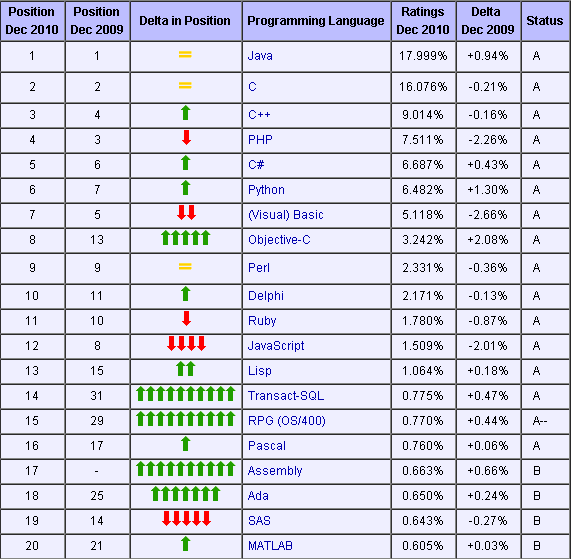 Position Dec 2010 Position Dec 2009 Delta in Position Programming Language Ratings Dec 2010 Delta Dec 2009 Status
1 1 = Java 17.999% +0.94% A
2 2 = C 16.076% -0.21% A
3 4 C++ 9.014% -0.16% A
4 3 PHP 7.511% -2.26% A
5 6 C# 6.687% +0.43% A
6 7 Python 6.482% +1.30% A
7 5 (Visual) Basic 5.118% -2.66% A
8 13 Objective-C 3.242% +2.08% A
9 9 = Perl 2.331% -0.36% A
10 11 Delphi 2.171% -0.13% A
11 10 Ruby 1.780% -0.87% A
12 8 JavaScript 1.509% -2.01% A
13 15 Lisp 1.064% +0.18% A
14 31 Transact-SQL 0.775% +0.47% A
15 29 RPG (OS/400) 0.770% +0.44% A--
16 17 Pascal 0.760% +0.06% A
17 - Assembly 0.663% +0.66% B
18 25 Ada 0.650% +0.24% B
19 14 SAS 0.643% -0.27% B
20 21 MATLAB 0.605% +0.03% B